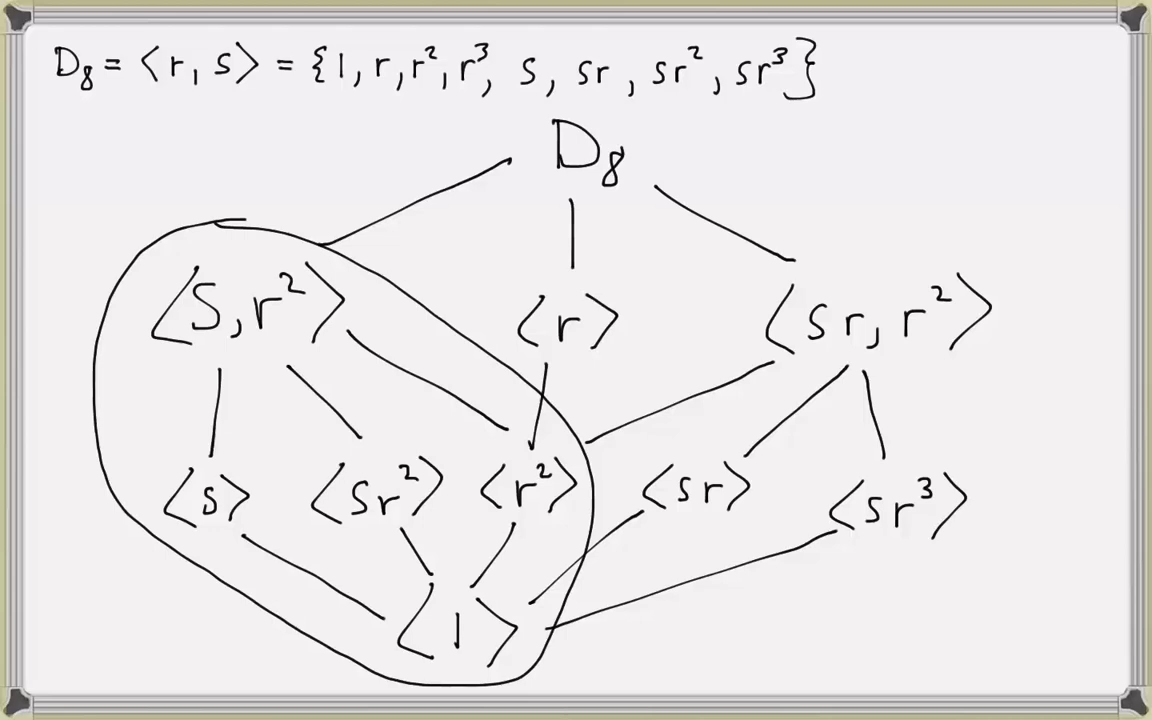 D₈ = ⟨r, s⟩ = {1, r, r², r³, s, sr, sr², sr³}
D₈
⟨s, r²⟩ ⟨r⟩ ⟨sr, r²⟩
⟨s⟩ ⟨sr²⟩ ⟨r²⟩ ⟨sr⟩ ⟨sr³⟩
⟨1⟩